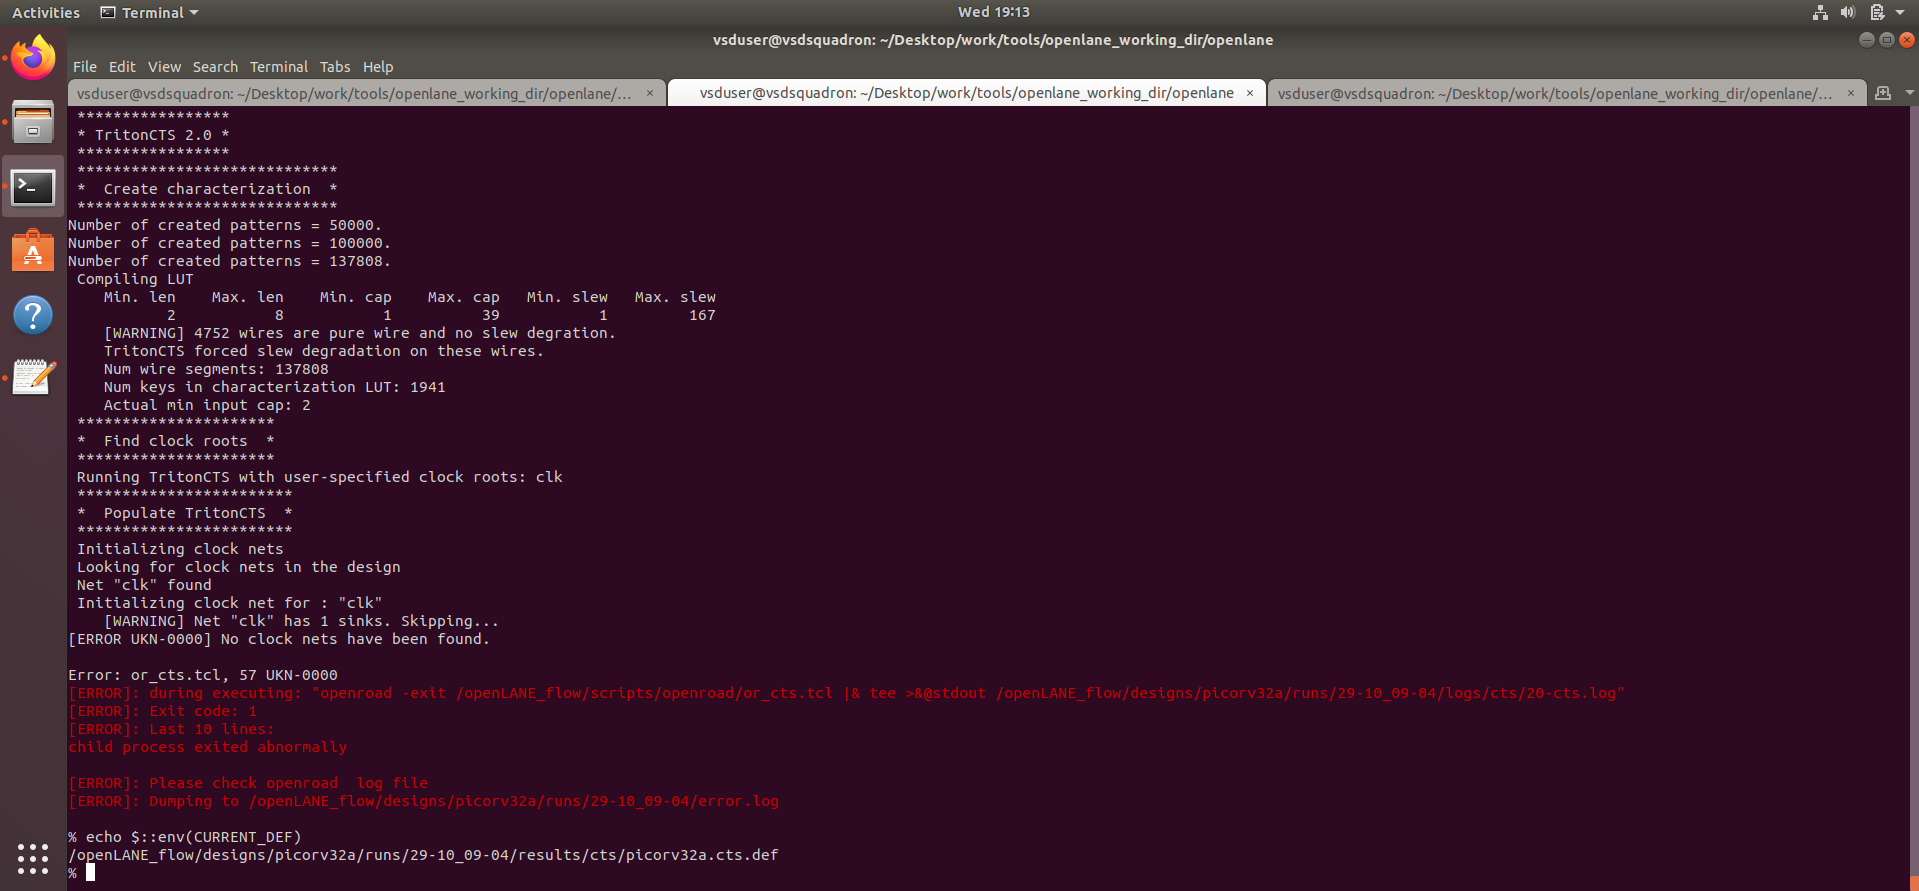 Activities Terminal Wed 19:13
vsduser@vsdsquadron: ~/Desktop/work/tools/openlane_working_dir/openlane
File Edit View Search Terminal Tabs Help
vsduser@vsdsquadron: ~/Desktop/work/tools/openlane_working_dir/openlane/... × vsduser@vsdsquadron: ~/Desktop/work/tools/openlane_working_dir/openlane × vsduser@vsdsquadron: ~/Desktop/work/tools/openlane_working_dir/openlane/... ×
*****************
* TritonCTS 2.0 *
*****************
*****************************
*  Create characterization  *
*****************************
Number of created patterns = 50000.
Number of created patterns = 100000.
Number of created patterns = 137808.
Compiling LUT
Min. len    Max. len    Min. cap    Max. cap   Min. slew   Max. slew
2           8           1          39           1         167
[WARNING] 4752 wires are pure wire and no slew degration.
TritonCTS forced slew degradation on these wires.
Num wire segments: 137808
Num keys in characterization LUT: 1941
Actual min input cap: 2
**********************
*  Find clock roots  *
**********************
Running TritonCTS with user-specified clock roots: clk
************************
*  Populate TritonCTS  *
************************
Initializing clock nets
Looking for clock nets in the design
Net "clk" found
Initializing clock net for : "clk"
[WARNING] Net "clk" has 1 sinks. Skipping...
[ERROR UKN-0000] No clock nets have been found.
Error: or_cts.tcl, 57 UKN-0000
[ERROR]: during executing: "openroad -exit /openLANE_flow/scripts/openroad/or_cts.tcl |& tee >&@stdout /openLANE_flow/designs/picorv32a/runs/29-10_09-04/logs/cts/20-cts.log"
[ERROR]: Exit code: 1
[ERROR]: Last 10 lines:
child process exited abnormally
[ERROR]: Please check openroad  log file
[ERROR]: Dumping to /openLANE_flow/designs/picorv32a/runs/29-10_09-04/error.log
% echo $::env(CURRENT_DEF)
/openLANE_flow/designs/picorv32a/runs/29-10_09-04/results/cts/picorv32a.cts.def
%